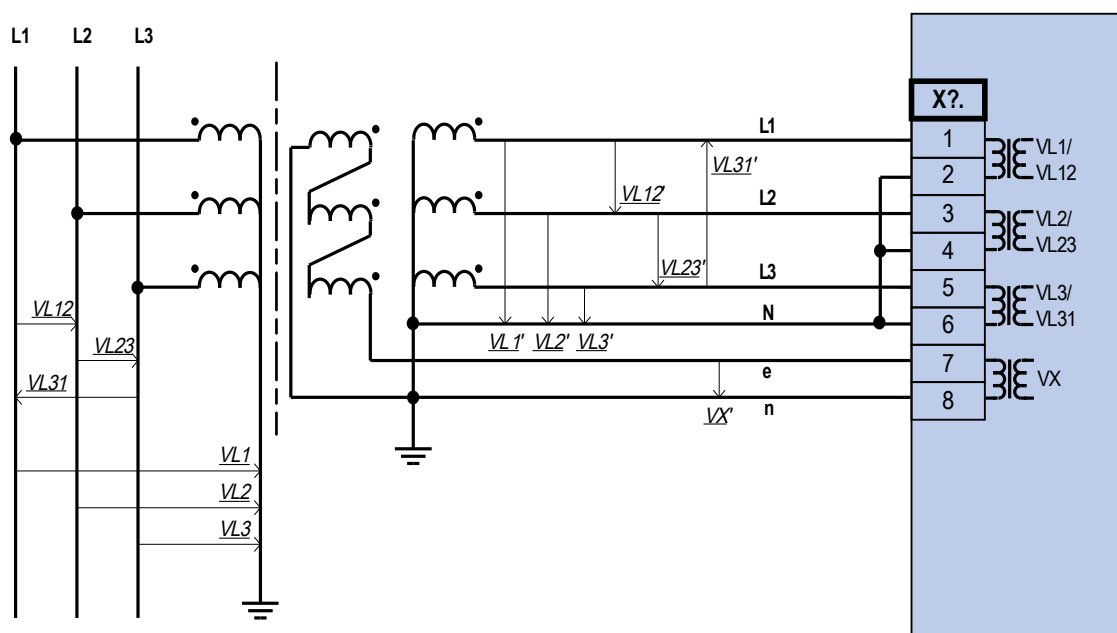 L1 L2 L3
X?.
L1
1
VL1/
VL31'
2
VL12
VL12'
L2
3
VL2/
4
VL23
VL23'
L3
5
VL3/
VL12
N
6
VL31
VL1' VL2' VL3'
VL23
e
7
VX
VL31
VX'
n
8
VL1
VL2
VL3